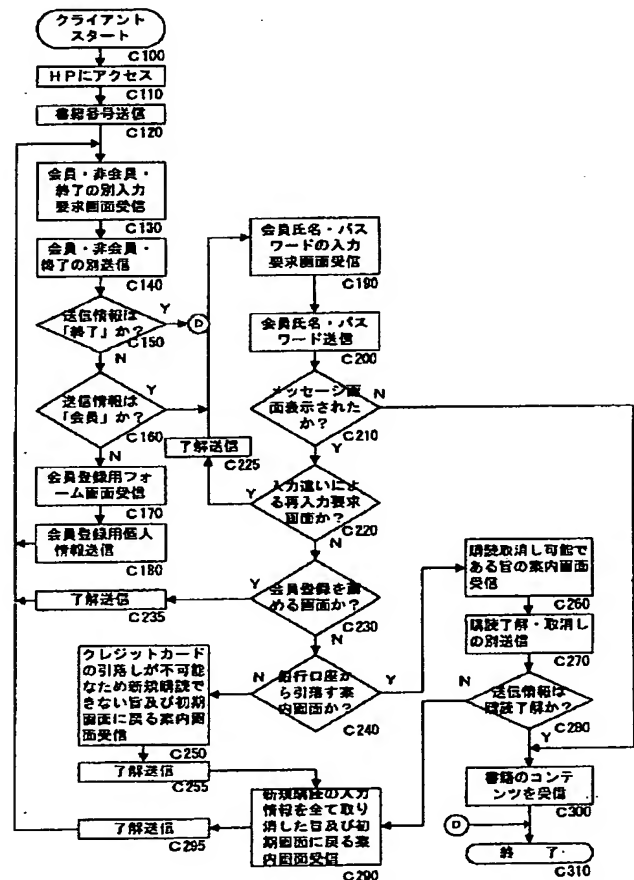 クライアント
スタート
C100
HPにアクセス
C110
書籍番号送信
C120
会員・非会員・
終了の別入力
要求画面受信
C130
会員・非会員・
終了の別送信
C140
送信情報は
「終了」か?
C150
Y
D
N
送信情報は
「会員」か?
C160
Y
N
会員登録用フォ
ーム画面受信
C170
会員登録用個人
情報送信
C180
会員氏名・パス
ワードの入力
要求画面受信
C190
会員氏名・パス
ワード送信
C200
メッセージ画
面表示された
か?
C210
N
Y
入力違いによ
る再入力要求
画面か?
C220
Y
了解送信
C225
N
会員登録を薦
める画面か?
C230
Y
了解送信
C235
N
銀行口座か
ら引落す案
内画面か?
C240
N
Y
クレジットカード
の引落しが不可能
なため新規購読で
きない旨及び初期
画面に戻る案内画
面受信
C250
了解送信
C255
購読取消し可能で
ある旨の案内画面
受信
C260
購読了解・取消し
の別送信
C270
送信情報は
購読了解か?
C280
N
Y
新規購読の入力
情報を全て取り
消した旨及び初
期画面に戻る案
内画面受信
C290
了解送信
C295
書籍のコンテ
ンツを受信
C300
D
終 了
C310